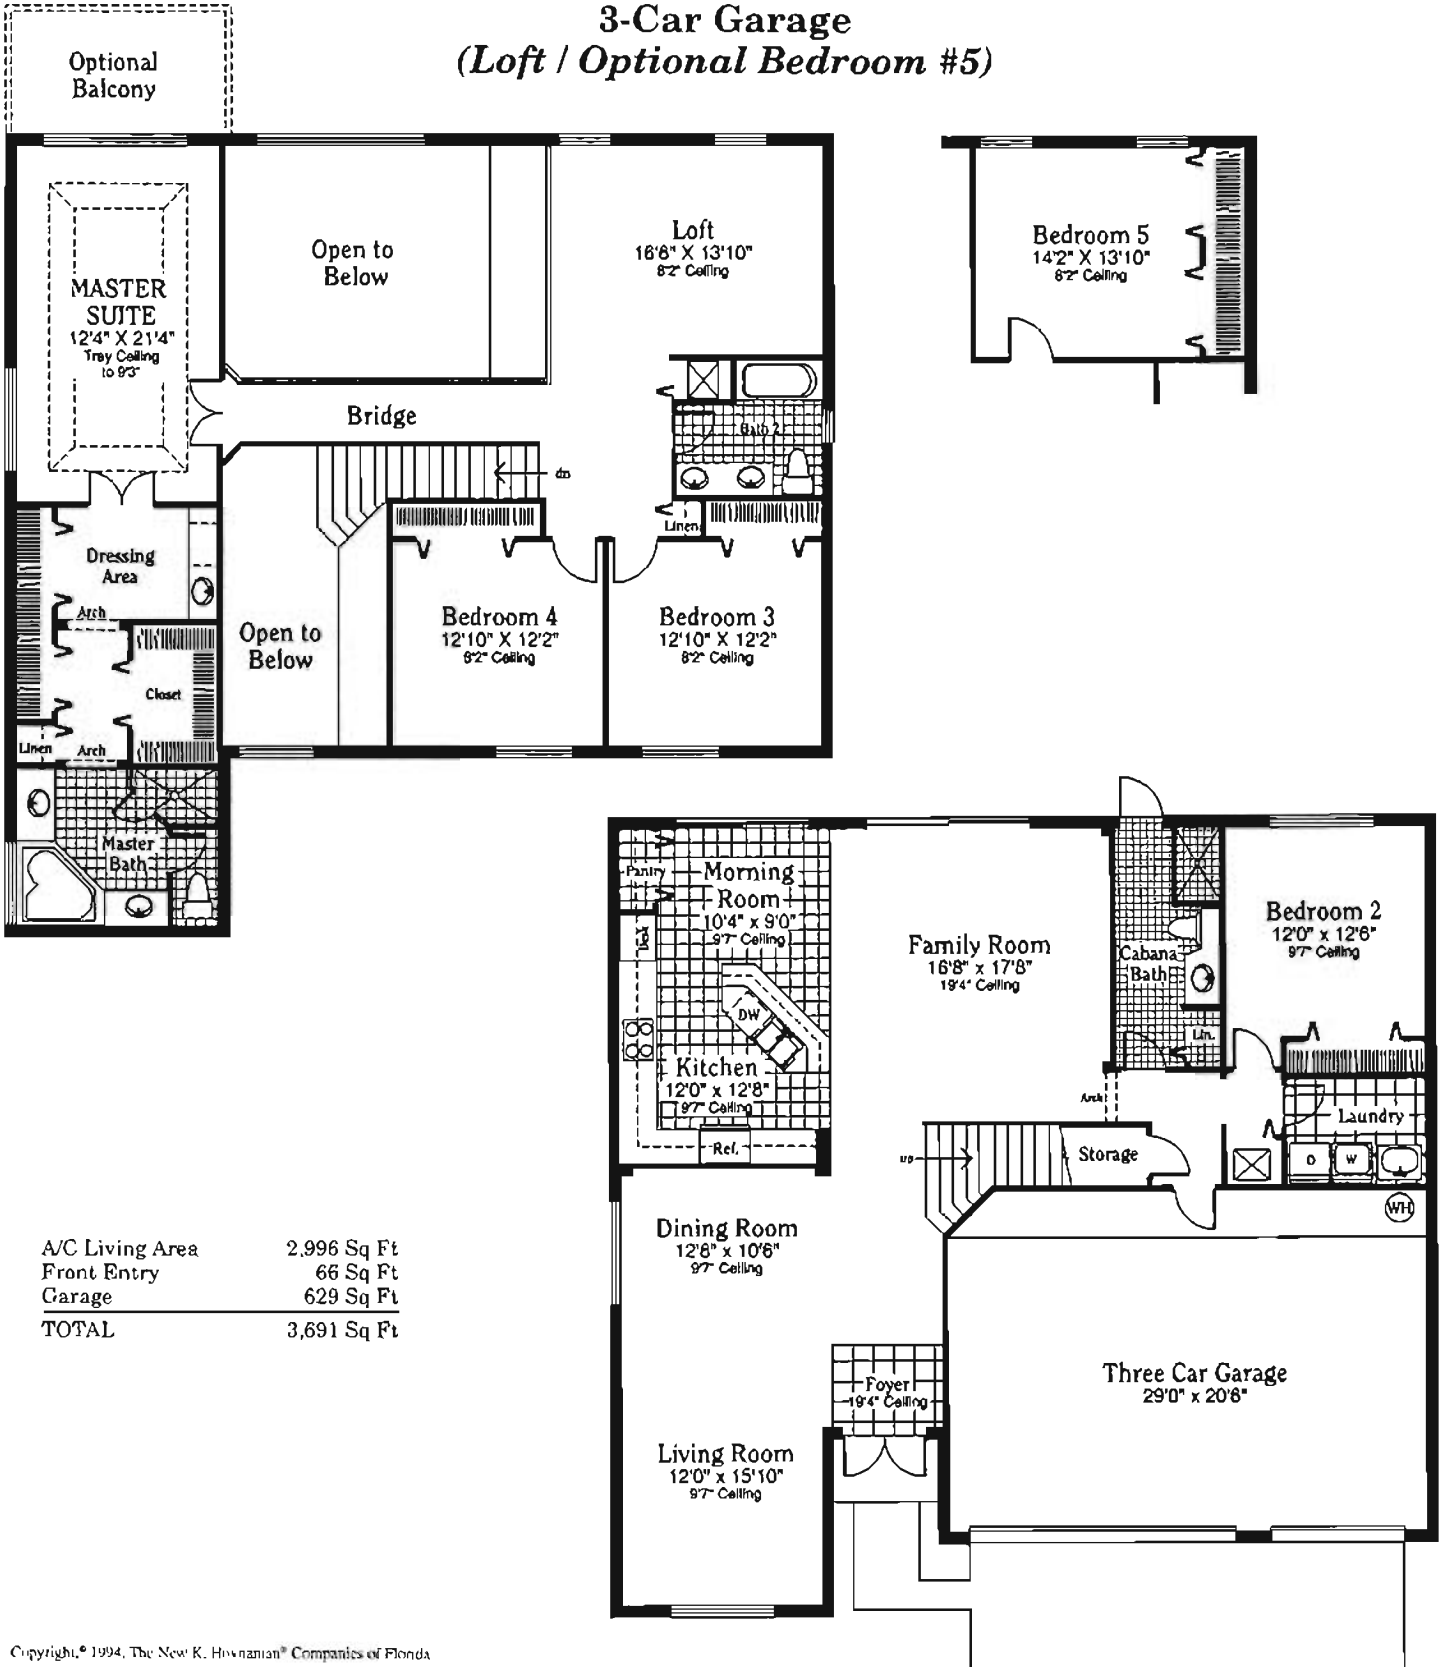 3-Car Garage
(Loft / Optional Bedroom #5)
Optional
Balcony
MASTER
SUITE
12'4" X 21'4"
Tray Ceiling
to 9'3"
Open to
Below
Loft
16'8" X 13'10"
8'2" Ceiling
Bedroom 5
14'2" X 13'10"
8'2" Ceiling
Bridge
Bath 2
dn
Linen
Dressing
Area
Arch
Open to
Below
Bedroom 4
12'10" X 12'2"
8'2" Ceiling
Bedroom 3
12'10" X 12'2"
8'2" Ceiling
Closet
Linen
Arch
Master
Bath
Pantry
Morning
Room
10'4" x 9'0"
9'7" Ceiling
Desk
Family Room
16'8" x 17'8"
19'4" Ceiling
Cabana
Bath
Bedroom 2
12'0" x 12'6"
9'7" Ceiling
DW
Lin.
Kitchen
12'0" x 12'8"
9'7" Ceiling
Arch
Laundry
Ref.
up
Storage
D
W
WH
Dining Room
12'8" x 10'6"
9'7" Ceiling
A/C Living Area 2,996 Sq Ft
Front Entry 66 Sq Ft
Garage 629 Sq Ft
TOTAL 3,691 Sq Ft
Foyer
19'4" Ceiling
Three Car Garage
29'0" x 20'8"
Living Room
12'0" x 15'10"
9'7" Ceiling
Copyright,© 1994, The New K. Hovnanian® Companies of Florida